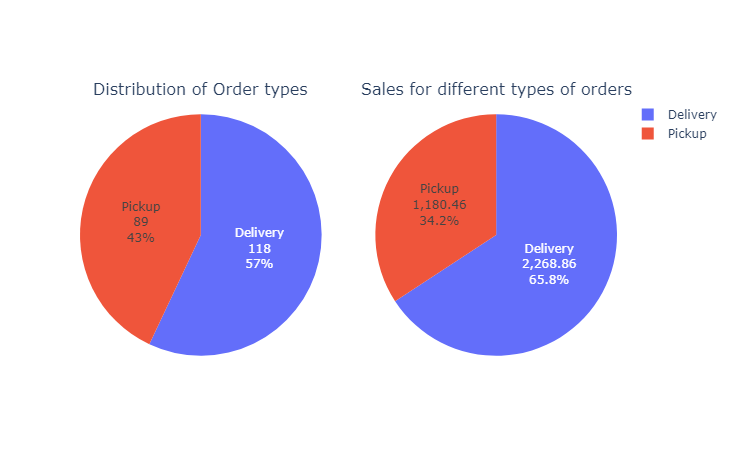 Distribution of Order types
Sales for different types of orders
Delivery
Pickup
Pickup
89
43%
Delivery
118
57%
Pickup
1,180.46
34.2%
Delivery
2,268.86
65.8%